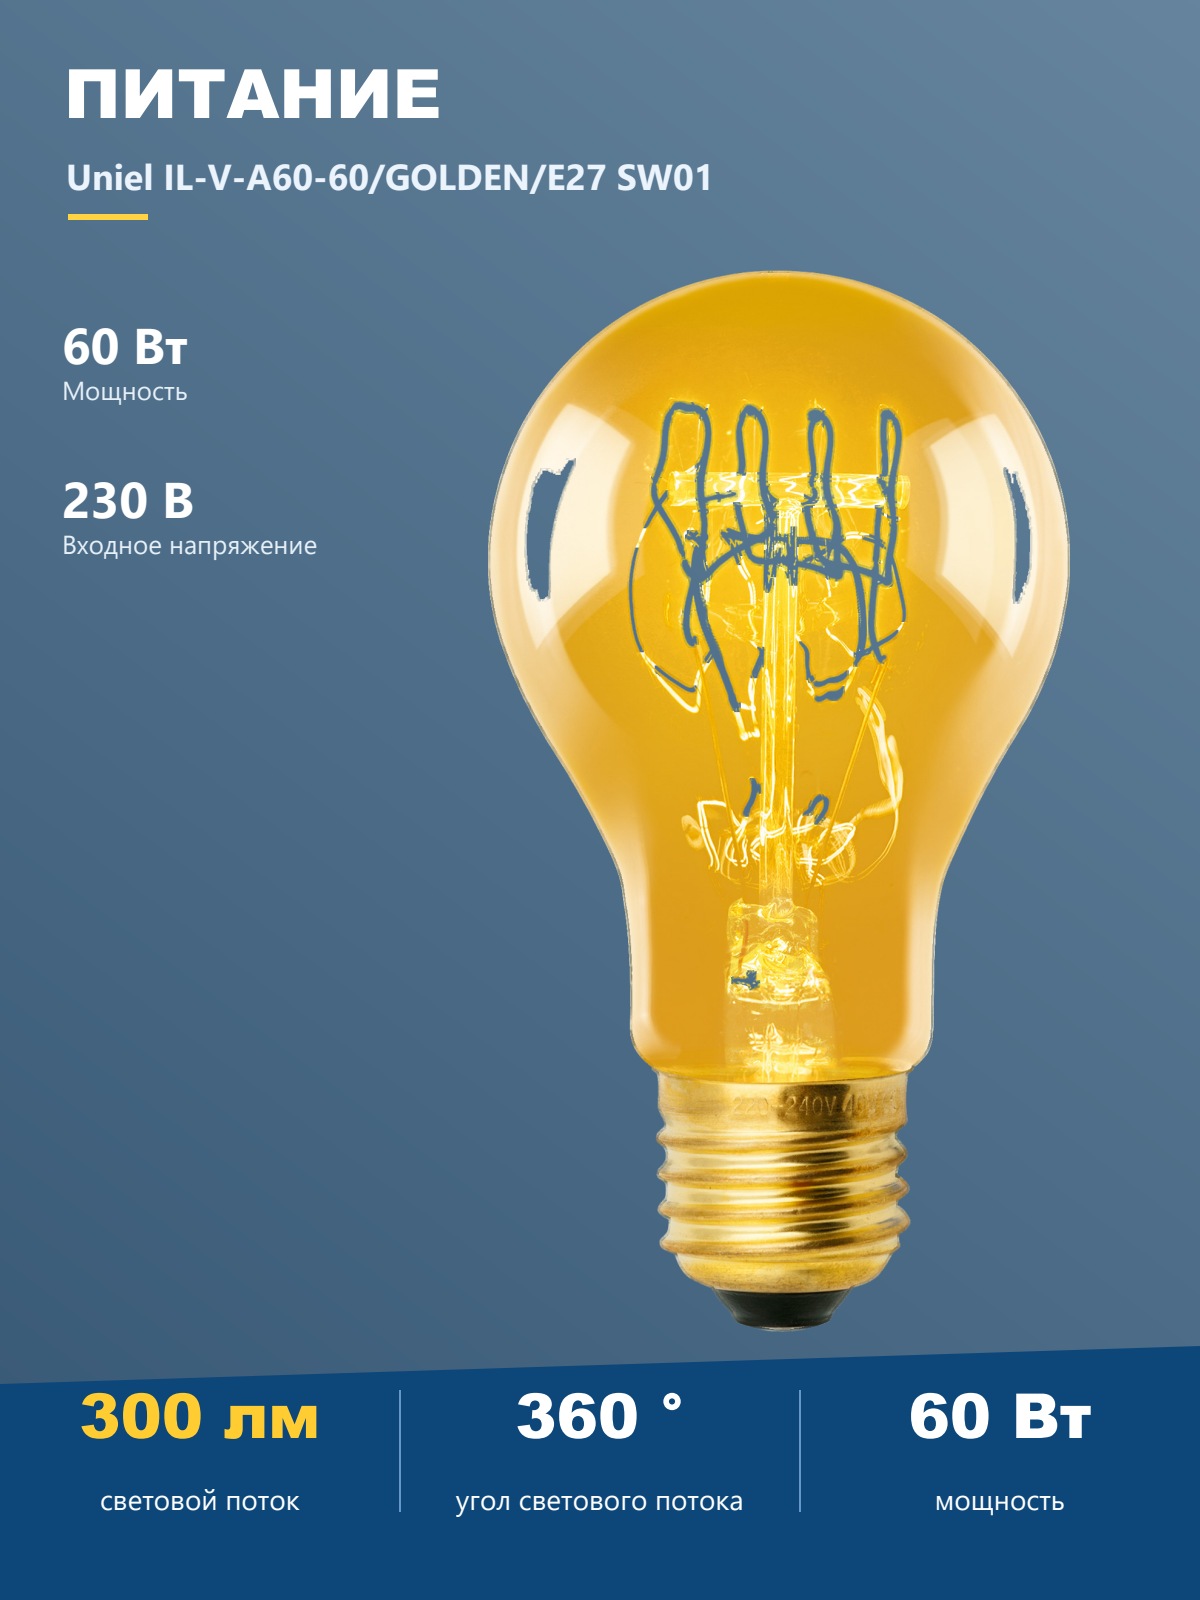 ПИТАНИЕ
Uniel IL-V-A60-60/GOLDEN/E27 SW01
60 Вт
Мощность
230 В
Входное напряжение
220-240V
300 лм
360 °
60 Вт
световой поток
угол светового потока
мощность